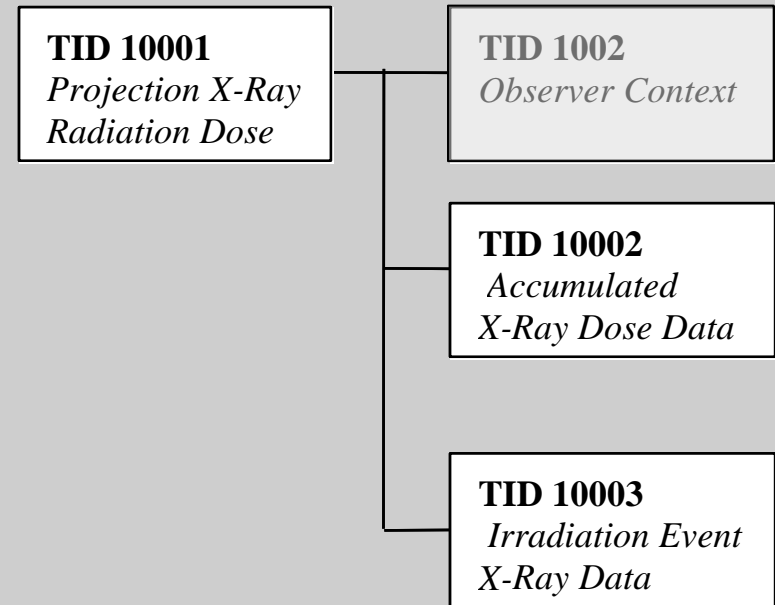 TID 10001
Projection X-Ray
Radiation Dose
TID 1002
Observer Context
TID 10002
Accumulated
X-Ray Dose Data
TID 10003
Irradiation Event
X-Ray Data